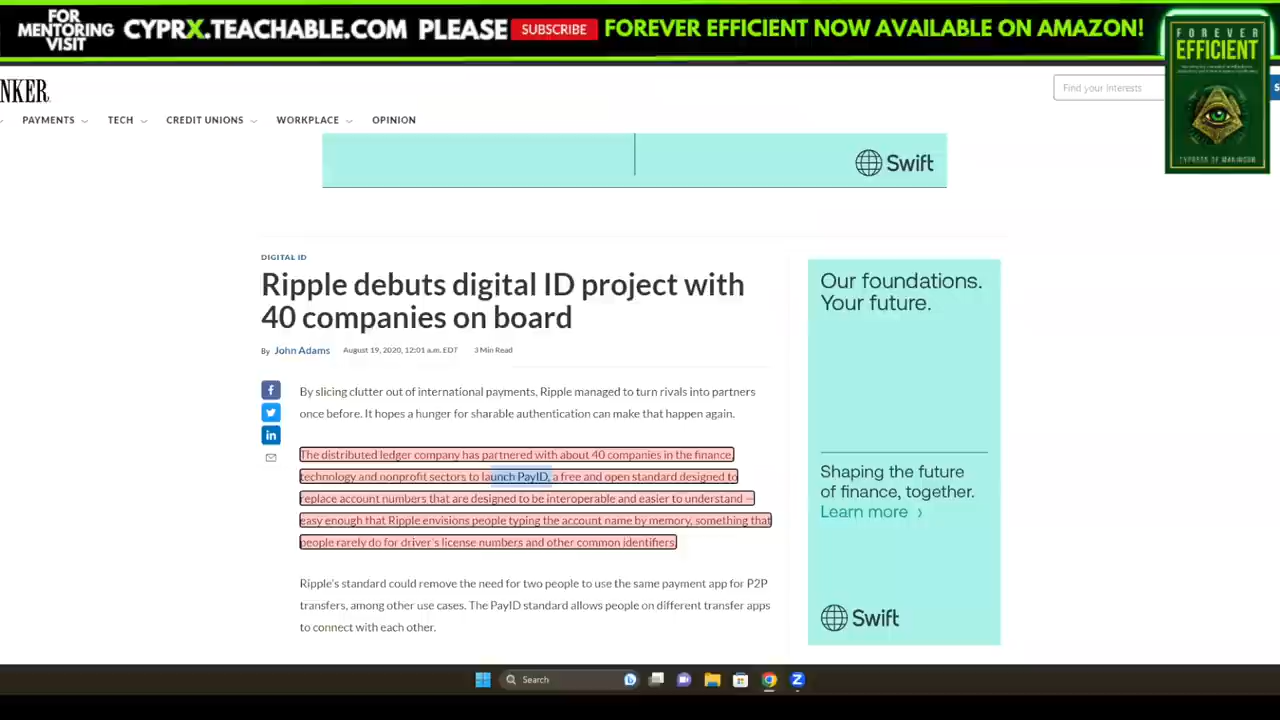 FOR
MENTORING
VISIT
CYPRX.TEACHABLE.COM PLEASE SUBSCRIBE FOREVER EFFICIENT NOW AVAILABLE ON AMAZON!
FOREVER
EFFICIENT
NKER
Find your interests
S
PAYMENTS TECH CREDIT UNIONS WORKPLACE OPINION
Swift
DIGITAL ID
Ripple debuts digital ID project with
40 companies on board
By John Adams August 19, 2020, 12:01 a.m. EDT 3 Min Read
By slicing clutter out of international payments, Ripple managed to turn rivals into partners
once before. It hopes a hunger for sharable authentication can make that happen again.
The distributed ledger company has partnered with about 40 companies in the finance,
technology and nonprofit sectors to launch PayID, a free and open standard designed to
replace account numbers that are designed to be interoperable and easier to understand —
easy enough that Ripple envisions people typing the account name by memory, something that
people rarely do for driver's license numbers and other common identifiers.
Ripple's standard could remove the need for two people to use the same payment app for P2P
transfers, among other use cases. The PayID standard allows people on different transfer apps
to connect with each other.
Our foundations.
Your future.
Shaping the future
of finance, together.
Learn more ›
Swift
Search